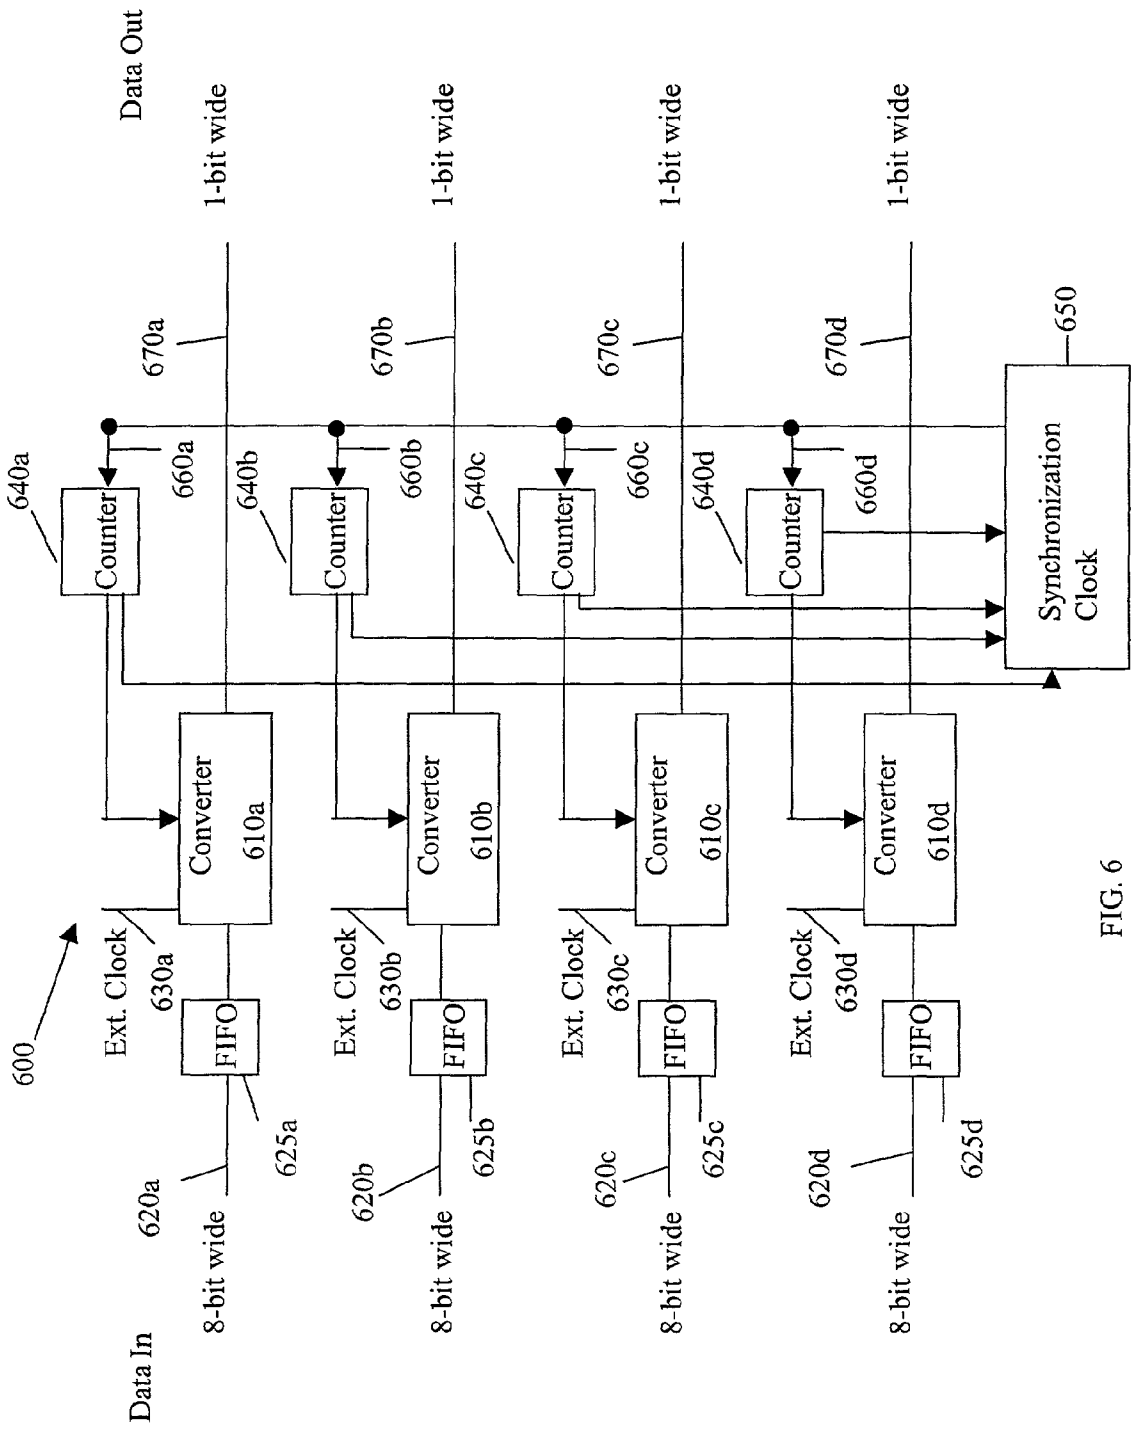 600
Data In
Data Out
640a
Counter
660a
Ext. Clock
630a
670a
620a
8-bit wide
FIFO
625a
Converter
610a
1-bit wide
640b
Counter
660b
Ext. Clock
630b
670b
620b
8-bit wide
FIFO
625b
Converter
610b
1-bit wide
640c
Counter
660c
Ext. Clock
630c
670c
620c
8-bit wide
FIFO
625c
Converter
610c
1-bit wide
640d
Counter
660d
Ext. Clock
630d
670d
620d
8-bit wide
FIFO
625d
Converter
610d
1-bit wide
650
Synchronization
Clock
FIG. 6